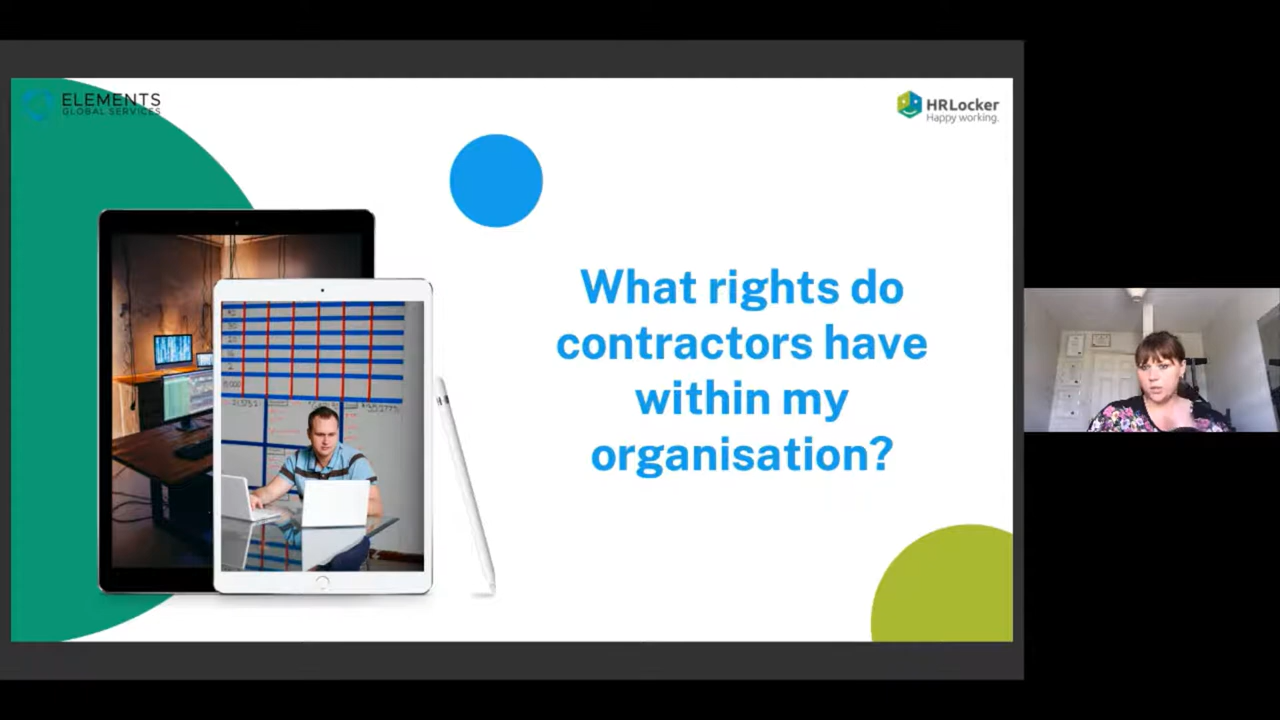 ELEMENTS
GLOBAL SERVICES
HRLocker
Happy working.
What rights do
contractors have
within my
organisation?